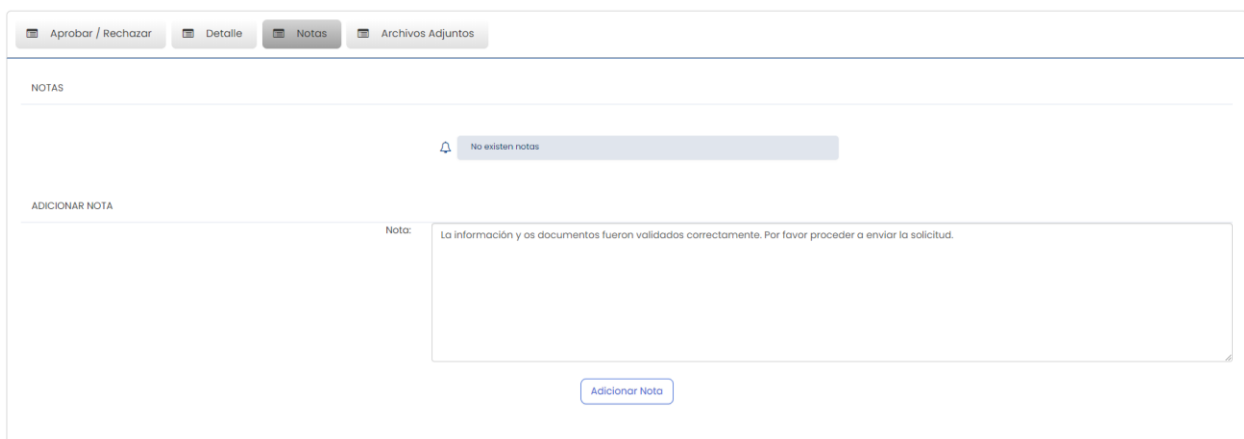 Aprobar / Rechazar Detalle Notas Archivos Adjuntos
NOTAS
No existen notas
ADICIONAR NOTA
Nota:
La información y os documentos fueron validados correctamente. Por favor proceder a enviar la solicitud.
Adicionar Nota